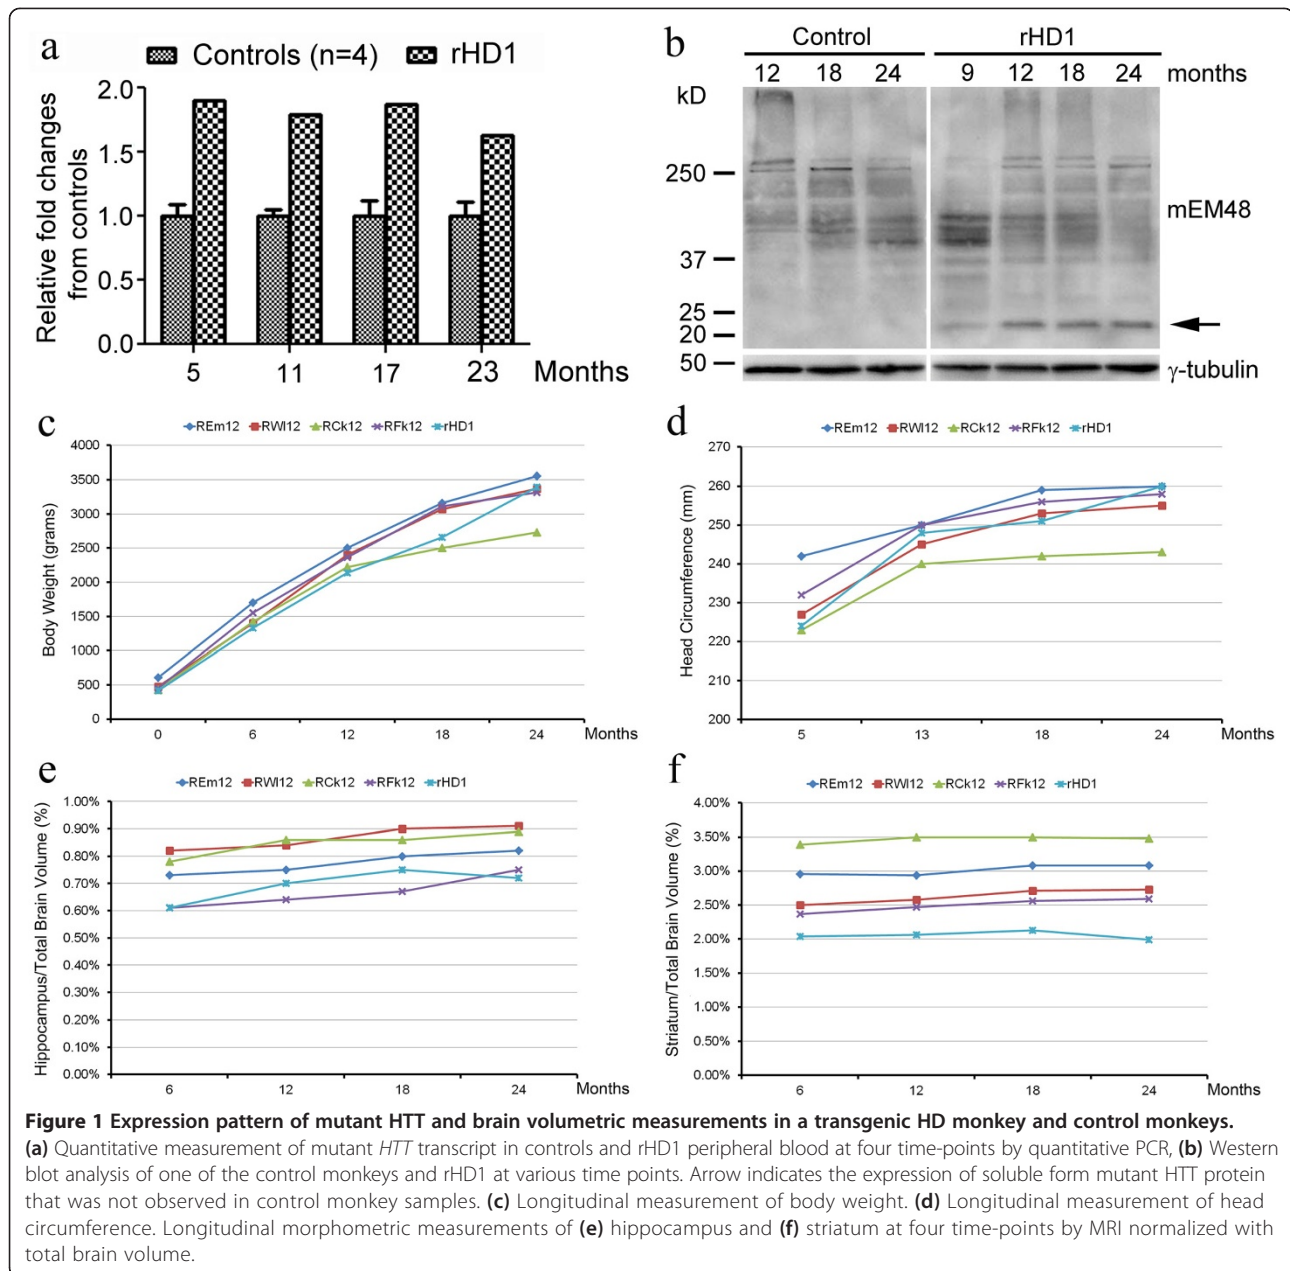 a
Controls (n=4) rHD1
Relative fold changes
from controls
2.0
1.5
1.0
0.5
0.0
5 11 17 23 Months
b
Control rHD1
12 18 24 9 12 18 24 months
kD
250
mEM48
37
25
20
50
γ-tubulin
c
REm12 RWl12 RCk12 RFk12 rHD1
Body Weight (grams)
4000
3500
3000
2500
2000
1500
1000
500
0
0 6 12 18 24 Months
d
REm12 RWl12 RCk12 RFk12 rHD1
Head Circumference (mm)
270
260
250
240
230
220
210
200
5 13 18 24 Months
e
REm12 RWl12 RCk12 RFk12 rHD1
Hippocampus/Total Brain Volume (%)
1.00%
0.90%
0.80%
0.70%
0.60%
0.50%
0.40%
0.30%
0.20%
0.10%
0.00%
6 12 18 24 Months
f
REm12 RWl12 RCk12 RFk12 rHD1
Striatum/Total Brain Volume (%)
4.00%
3.50%
3.00%
2.50%
2.00%
1.50%
1.00%
0.50%
0.00%
6 12 18 24 Months
Figure 1 Expression pattern of mutant HTT and brain volumetric measurements in a transgenic HD monkey and control monkeys.
(a) Quantitative measurement of mutant HTT transcript in controls and rHD1 peripheral blood at four time-points by quantitative PCR, (b) Western
blot analysis of one of the control monkeys and rHD1 at various time points. Arrow indicates the expression of soluble form mutant HTT protein
that was not observed in control monkey samples. (c) Longitudinal measurement of body weight. (d) Longitudinal measurement of head
circumference. Longitudinal morphometric measurements of (e) hippocampus and (f) striatum at four time-points by MRI normalized with
total brain volume.